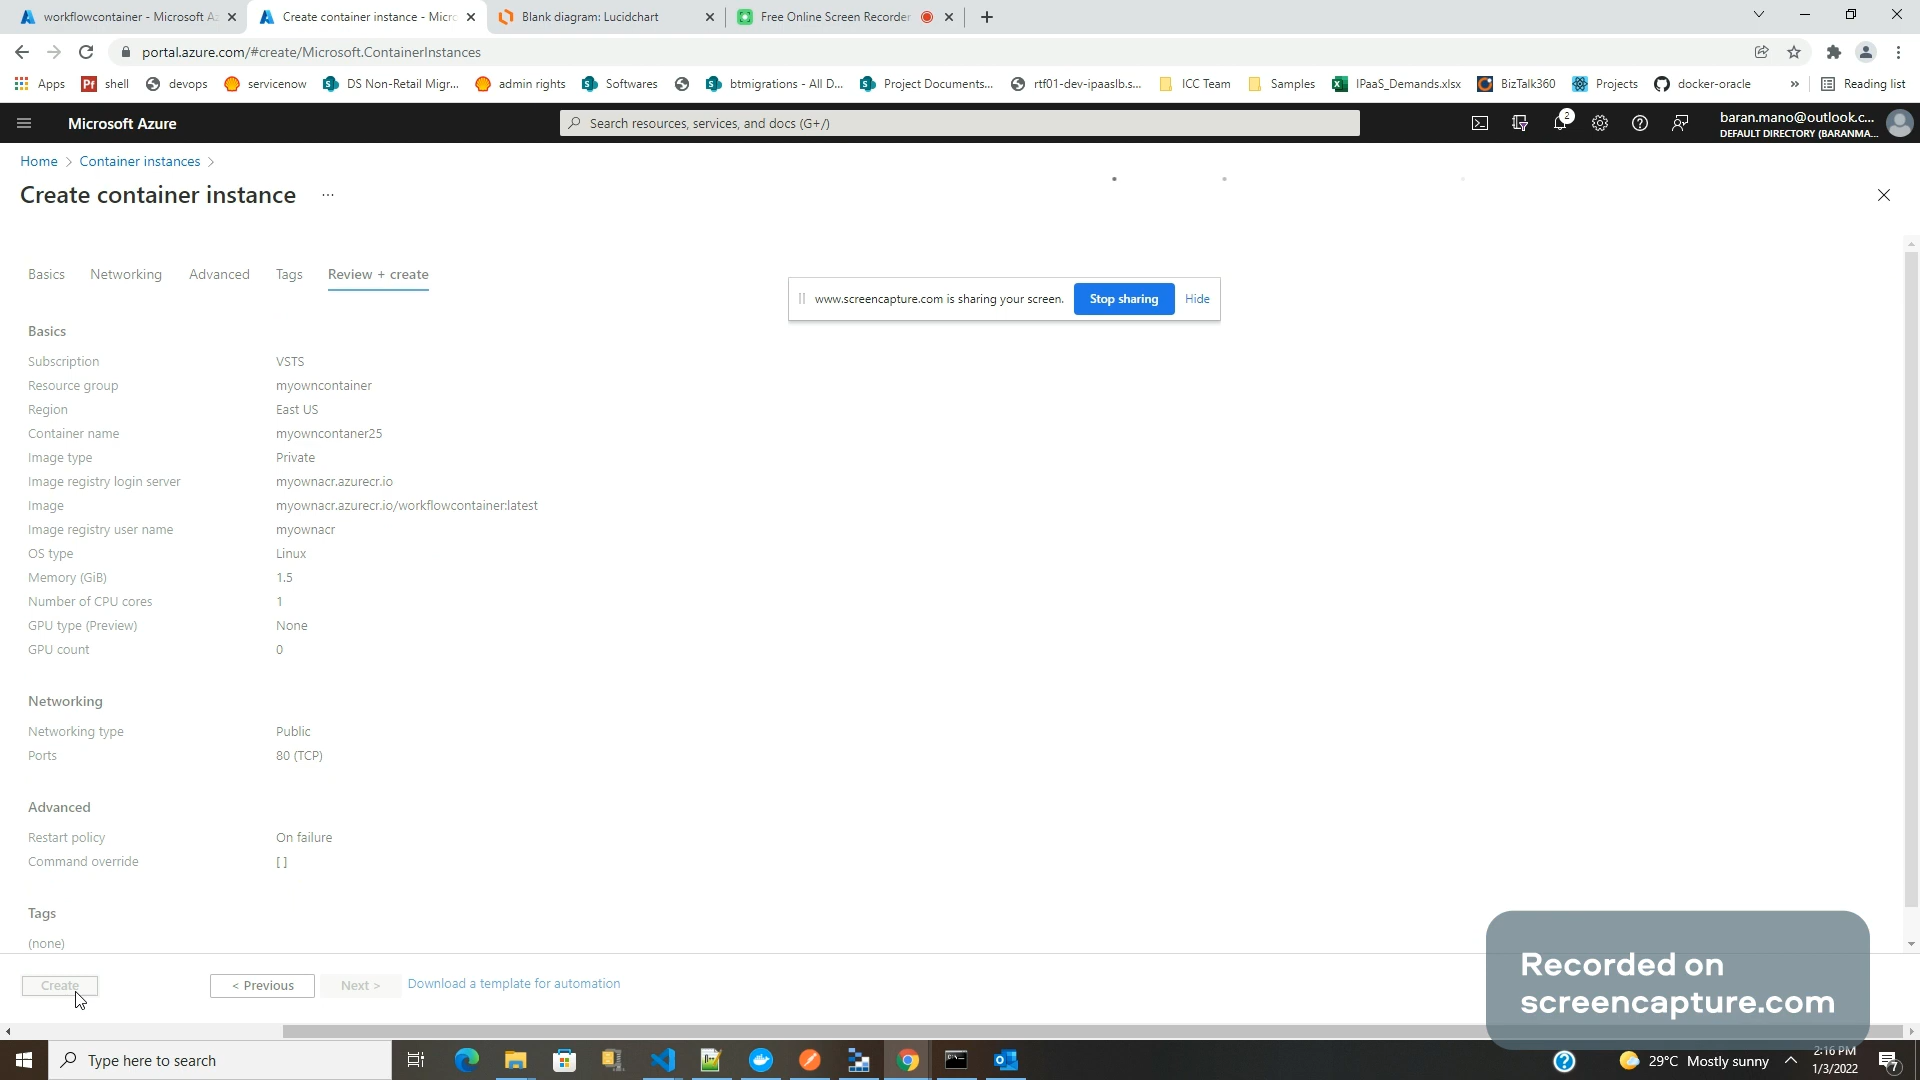 workflowcontainer - Microsoft Az
Create container instance - Micro
Blank diagram: Lucidchart
Free Online Screen Recorder
portal.azure.com/#create/Microsoft.ContainerInstances
Apps
shell
devops
servicenow
DS Non-Retail Migr...
admin rights
Softwares
btmigrations - All D...
Project Documents...
rtf01-dev-ipaaslb.s...
ICC Team
Samples
IPaaS_Demands.xlsx
BizTalk360
Projects
docker-oracle
»
Reading list
Microsoft Azure
Search resources, services, and docs (G+/)
2
baran.mano@outlook.c...
DEFAULT DIRECTORY (BARANMA...
Home > Container instances >
Create container instance ...
Basics
Networking
Advanced
Tags
Review + create
www.screencapture.com is sharing your screen.
Stop sharing
Hide
Basics
Subscription VSTS
Resource group myowncontainer
Region East US
Container name myowncontaner25
Image type Private
Image registry login server myownacr.azurecr.io
Image myownacr.azurecr.io/workflowcontainer:latest
Image registry user name myownacr
OS type Linux
Memory (GiB) 1.5
Number of CPU cores 1
GPU type (Preview) None
GPU count 0
Networking
Networking type Public
Ports 80 (TCP)
Advanced
Restart policy On failure
Command override [ ]
Tags
(none)
Create
< Previous
Next >
Download a template for automation
Recorded on
screencapture.com
Type here to search
29°C Mostly sunny
2:16 PM
1/3/2022
7